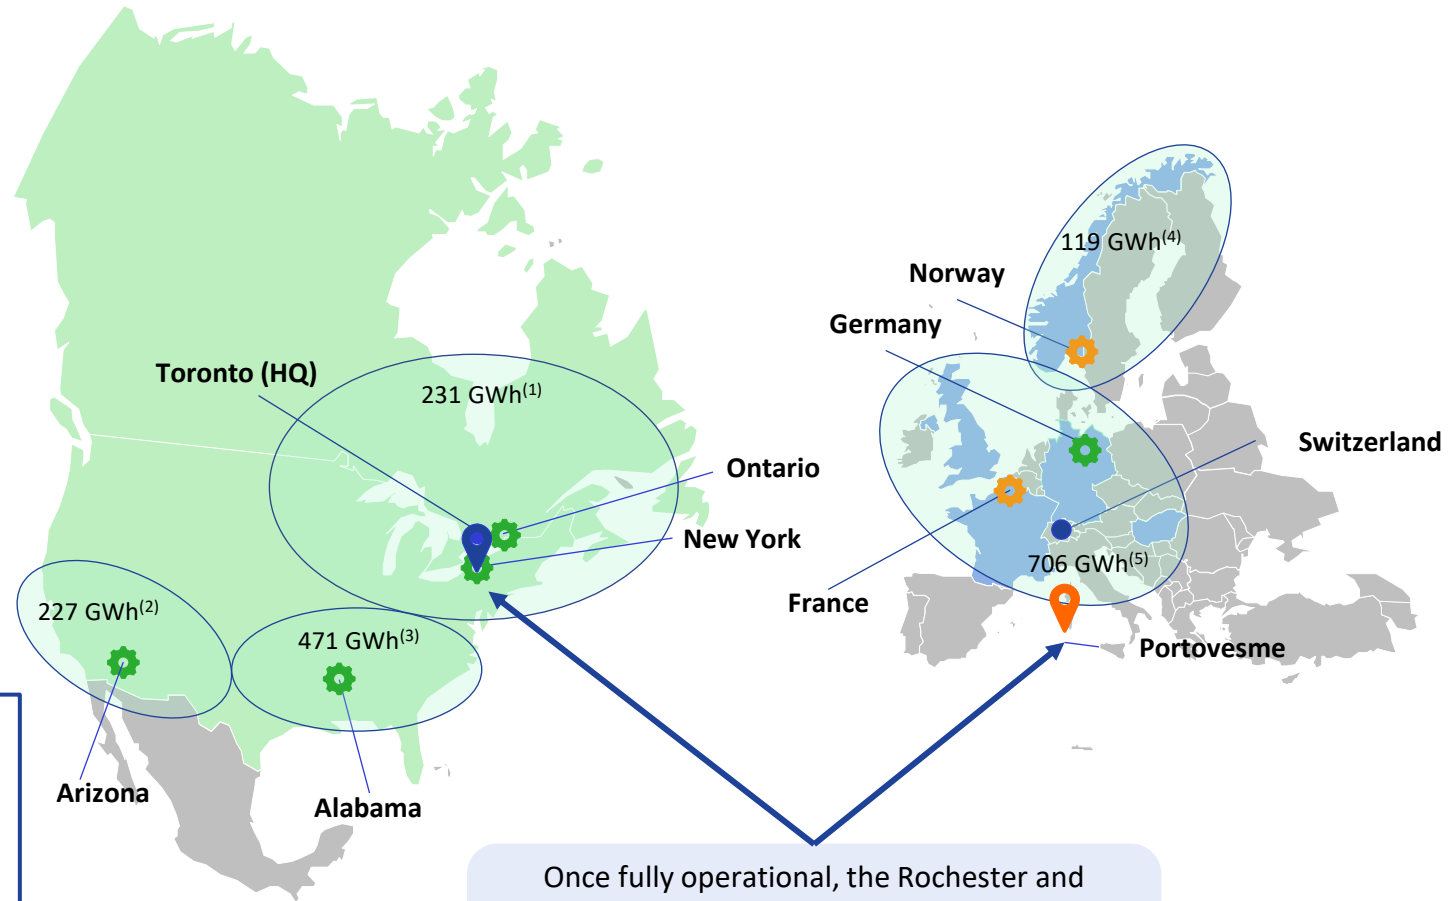 119 GWh(4)
Norway
Germany
Toronto (HQ)
231 GWh(1)
Switzerland
Ontario
New York
706 GWh(5)
France
227 GWh(2)
471 GWh(3)
Portovesme
Arizona
Alabama
Once fully operational, the Rochester and